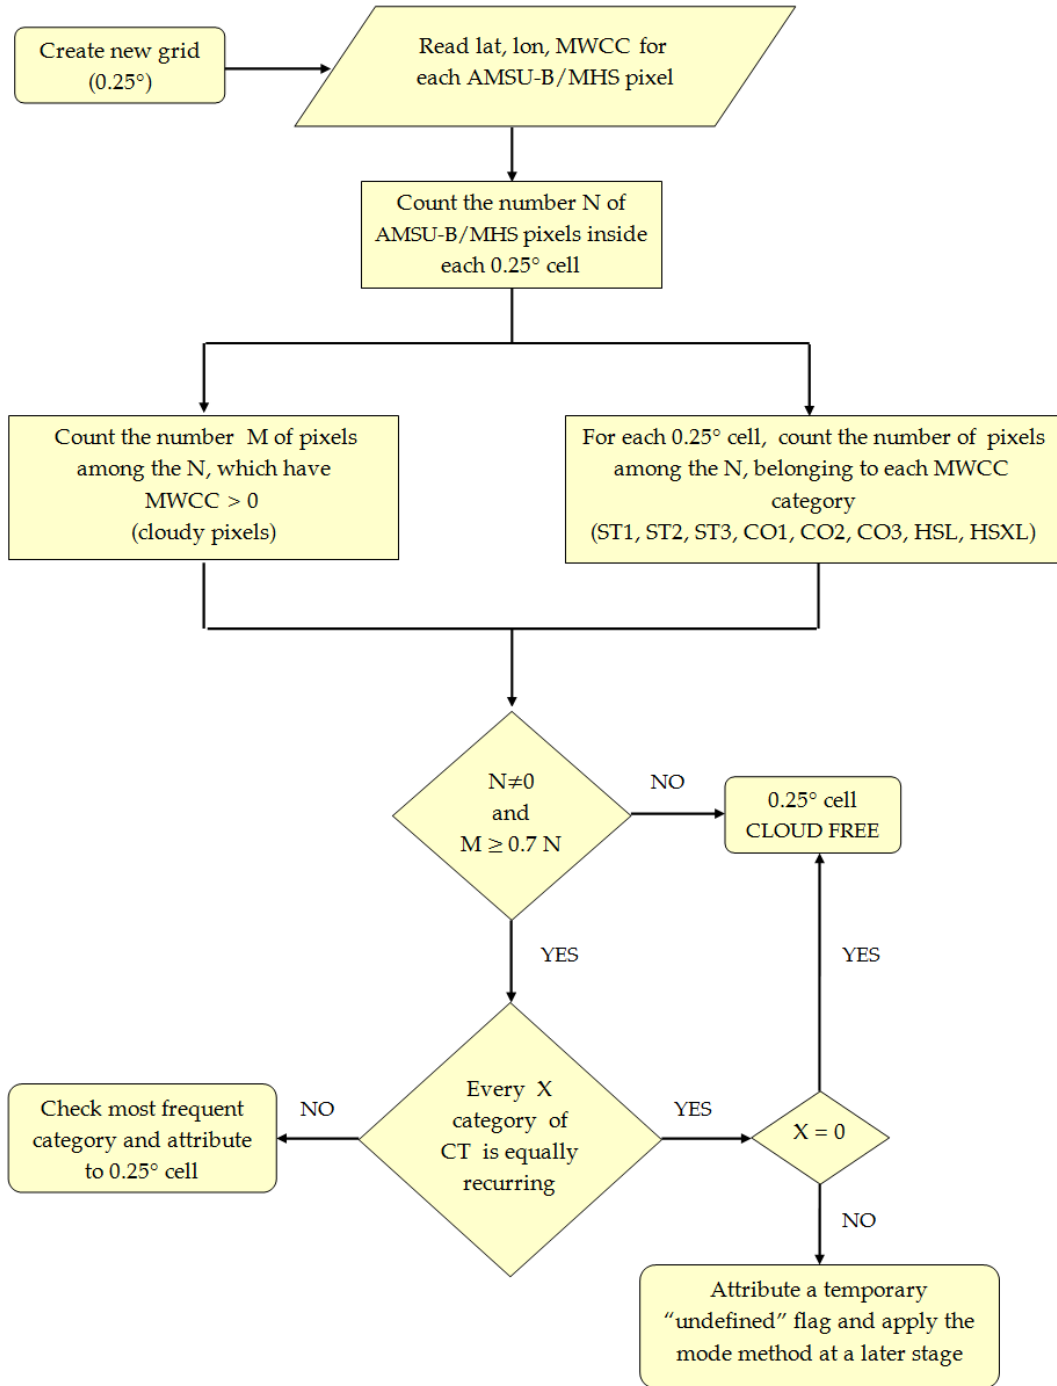 Create new grid
(0.25°)
Read lat, lon, MWCC for
each AMSU-B/MHS pixel
Count the number N of
AMSU-B/MHS pixels inside
each 0.25° cell
Count the number M of pixels
among the N, which have
MWCC > 0
(cloudy pixels)
For each 0.25° cell, count the number of pixels
among the N, belonging to each MWCC
category
(ST1, ST2, ST3, CO1, CO2, CO3, HSL, HSXL)
N≠0
and
M ≥ 0.7 N
NO
0.25° cell
CLOUD FREE
YES
YES
Every X
category of
CT is equally
recurring
NO
Check most frequent
category and attribute
to 0.25° cell
YES
X = 0
NO
Attribute a temporary
“undefined” flag and apply the
mode method at a later stage